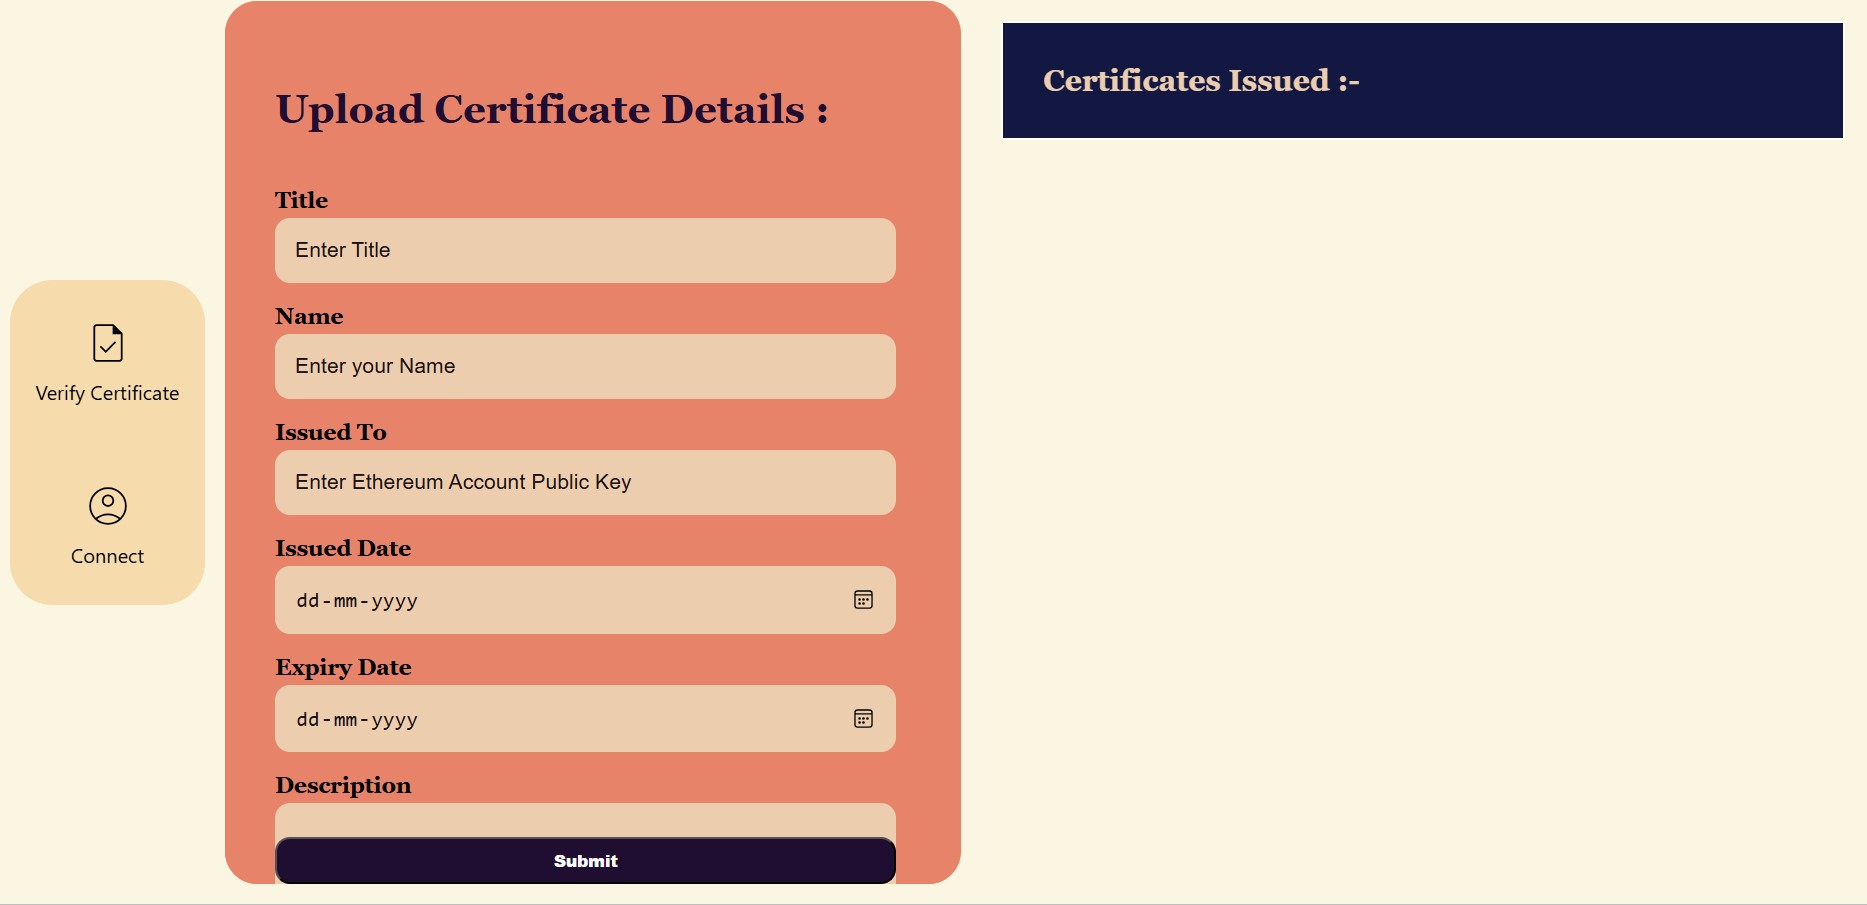 Verify Certificate
Connect
Upload Certificate Details :
Title
Enter Title
Name
Enter your Name
Issued To
Enter Ethereum Account Public Key
Issued Date
dd-mm-yyyy
Expiry Date
dd-mm-yyyy
Description
Submit
Certificates Issued :-